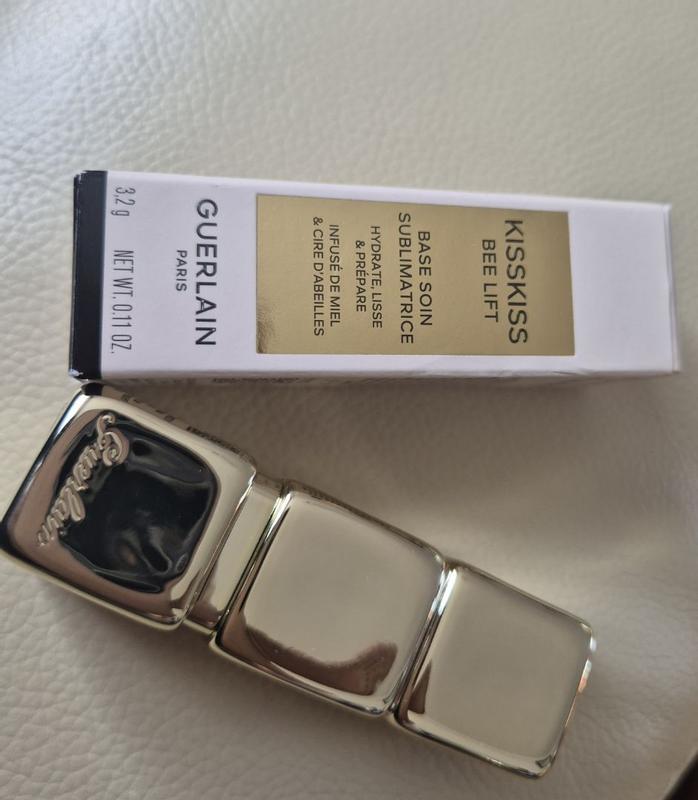 KISSKISS
BEE LIFT
BASE SOIN
SUBLIMATRICE
HYDRATE, LISSE
& PRÉPARE
INFUSÉ DE MIEL
& CIRE D'ABEILLES
GUERLAIN
PARIS
3,2 g NET WT. 0.11 OZ.
Guerlain